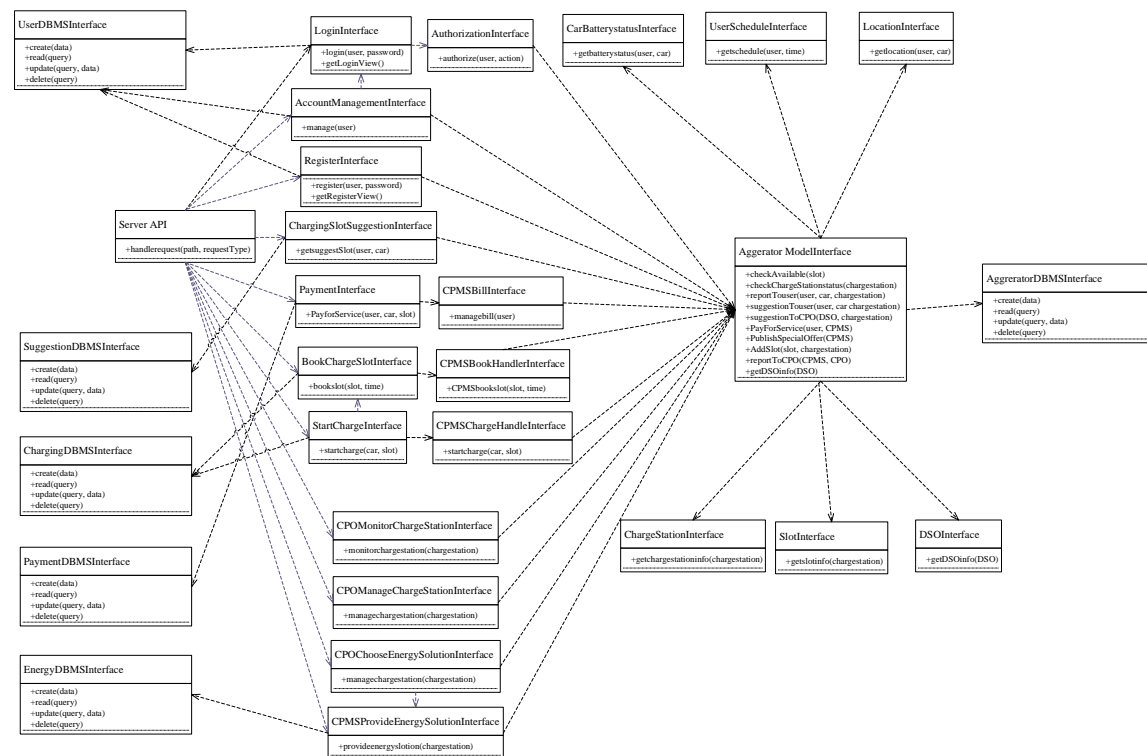 UserDBMSInterface
+create(data)
+read(query)
+update(query, data)
+delete(query)
LoginInterface
+login(user, password)
+getLoginView()
AuthorizationInterface
+authorize(user, action)
CarBatterystatusInterface
+getbatterystatus(user, car)
UserScheduleInterface
+getschedule(user, time)
LocationInterface
+getlocation(user, car)
AccountManagementInterface
+manage(user)
RegisterInterface
+register(user, password)
+getRegisterView()
Server API
+handlerequest(path, requestType)
ChargingSlotSuggestionInterface
+getsuggestSlot(user, car)
PaymentInterface
+PayforService(user, car, slot)
CPMSBillInterface
+managebill(user)
Aggerator ModelInterface
+checkAvailable(slot)
+checkChargeStationstatus(chargestation)
+reportTouser(user, car, chargestation)
+suggestionTouser(user, car chargestation)
+suggestionToCPO(DSO, chargestation)
+PayForService(user, CPMS)
+PublishSpecialOffer(CPMS)
+AddSlot(slot, chargestation)
+reportToCPO(CPMS, CPO)
+getDSOinfo(DSO)
AggreratorDBMSInterface
+create(data)
+read(query)
+update(query, data)
+delete(query)
SuggestionDBMSInterface
+create(data)
+read(query)
+update(query, data)
+delete(query)
BookChargeSlotInterface
+bookslot(slot, time)
CPMSBookHandlerInterface
+CPMSbookslot(slot, time)
StartChargeInterface
+startcharge(car, slot)
CPMSChargeHandleInterface
+startcharge(car, slot)
ChargingDBMSInterface
+create(data)
+read(query)
+update(query, data)
+delete(query)
CPOMonitorChargeStationInterface
+monitorchargestation(chargestation)
ChargeStationInterface
+getchargestationinfo(chargestation)
SlotInterface
+getslotinfo(chargestation)
DSOInterface
+getDSOinfo(DSO)
PaymentDBMSInterface
+create(data)
+read(query)
+update(query, data)
+delete(query)
CPOManageChargeStationInterface
+managechargestation(chargestation)
CPOChooseEnergySolutionInterface
+managechargestation(chargestation)
EnergyDBMSInterface
+create(data)
+read(query)
+update(query, data)
+delete(query)
CPMSProvideEnergySolutionInterface
+provideenergyslotion(chargestation)